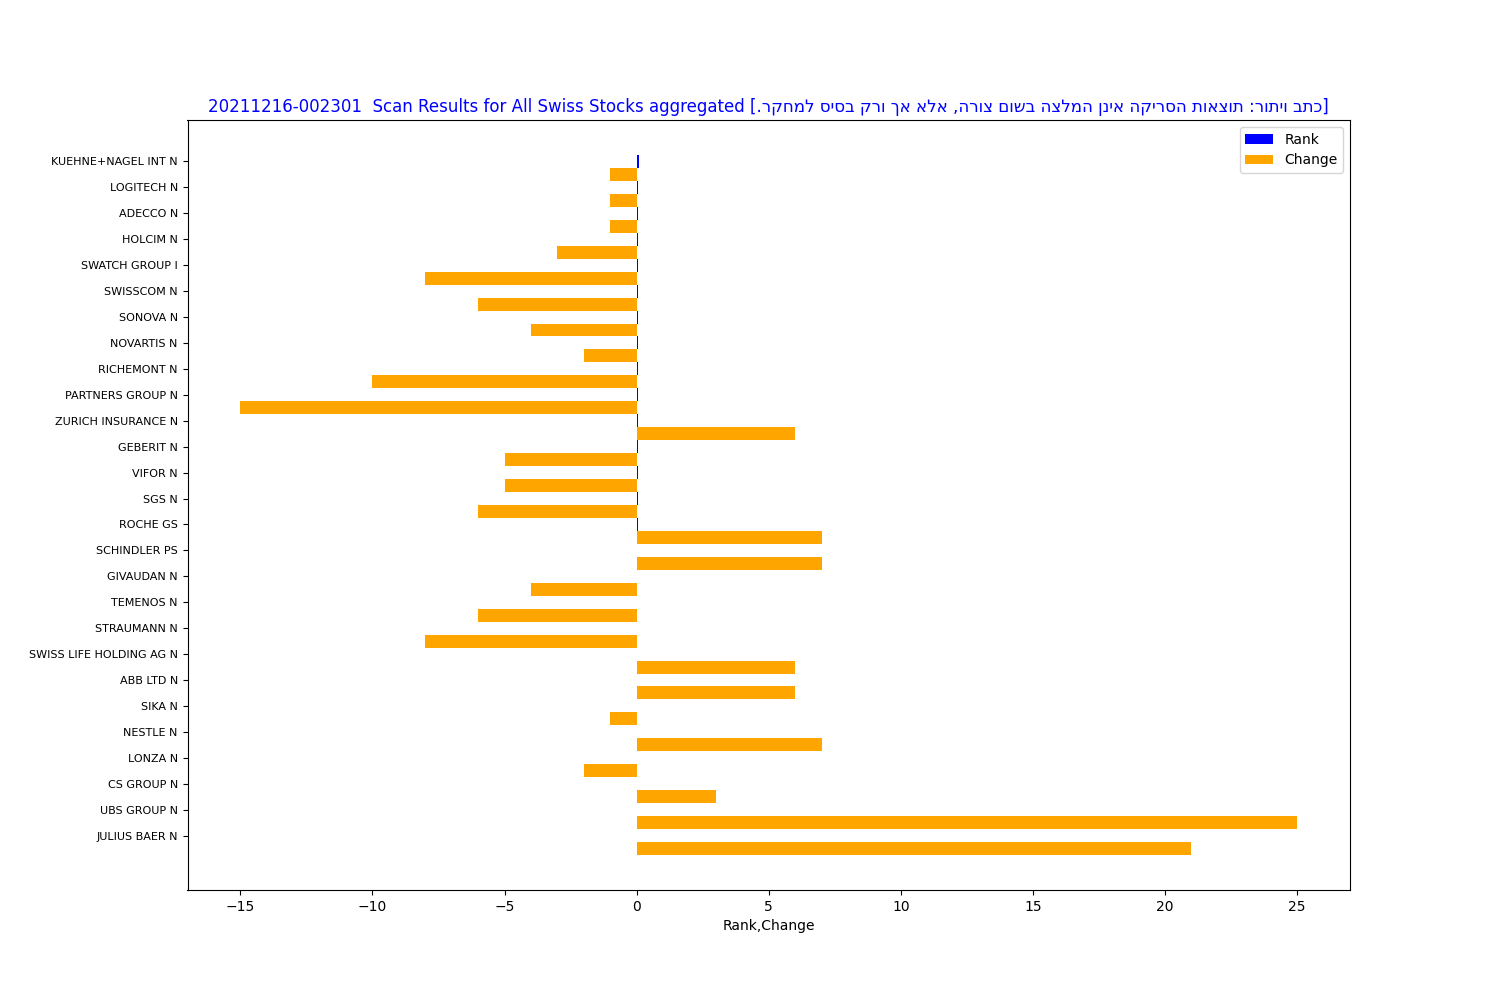 20211216-002301  Scan Results for All Swiss Stocks aggregated [כתב ויתור: תוצאות הסריקה אינן המלצה בשום צורה, אלא אך ורק בסיס למחקר.]
Rank
Change
KUEHNE+NAGEL INT N
LOGITECH N
ADECCO N
HOLCIM N
SWATCH GROUP I
SWISSCOM N
SONOVA N
NOVARTIS N
RICHEMONT N
PARTNERS GROUP N
ZURICH INSURANCE N
GEBERIT N
VIFOR N
SGS N
ROCHE GS
SCHINDLER PS
GIVAUDAN N
TEMENOS N
STRAUMANN N
SWISS LIFE HOLDING AG N
ABB LTD N
SIKA N
NESTLE N
LONZA N
CS GROUP N
UBS GROUP N
JULIUS BAER N
−15 −10 −5 0 5 10 15 20 25
Rank,Change